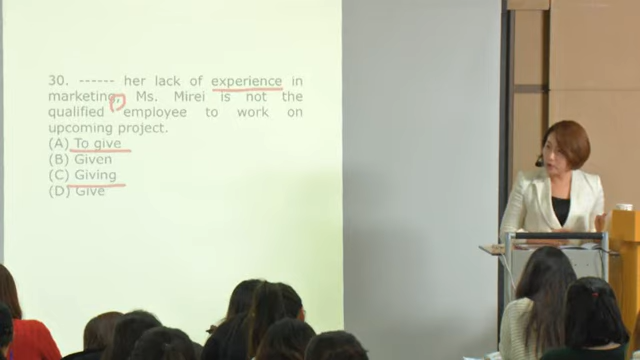 30. ------ her lack of experience in
marketing, Ms. Mirei is not the
qualified employee to work on
upcoming project.
(A) To give
(B) Given
(C) Giving
(D) Give